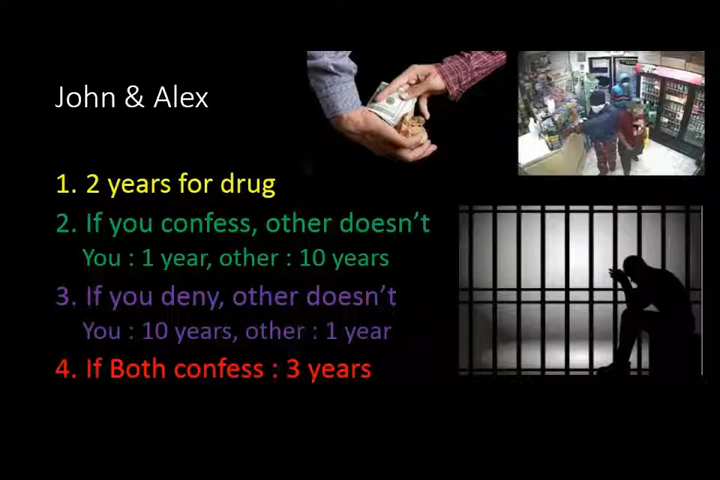 John & Alex
1. 2 years for drug
2. If you confess, other doesn't
You : 1 year, other : 10 years
3. If you deny, other doesn't
You : 10 years, other : 1 year
4. If Both confess : 3 years